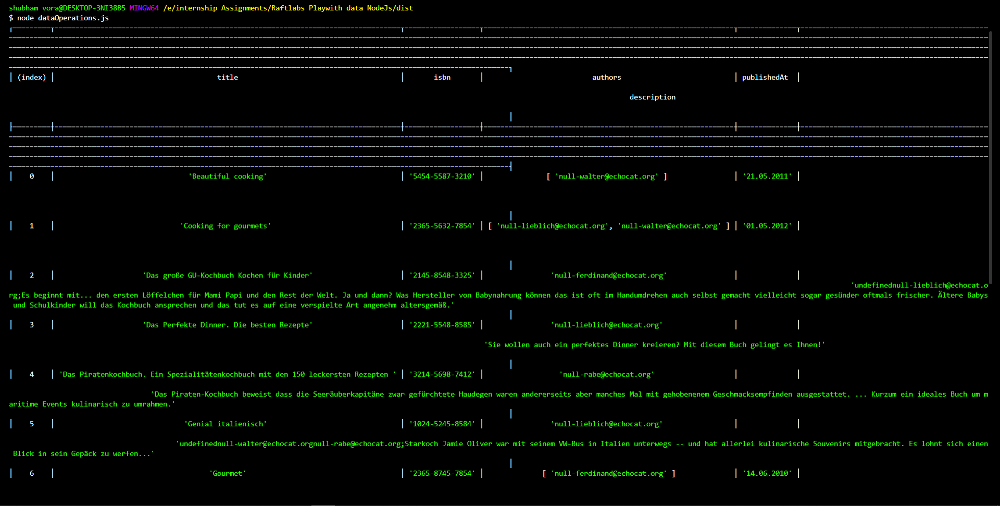 shubham vora@DESKTOP-3NI38B5 MINGW64 /e/internship Assignments/Raftlabs Playwith data NodeJs/dist
$ node dataOperations.js
(index) title isbn authors publishedAt
description
0 'Beautiful cooking' '5454-5587-3210' [ 'null-walter@echocat.org' ] '21.05.2011'
1 'Cooking for gourmets' '2365-5632-7854' [ 'null-lieblich@echocat.org', 'null-walter@echocat.org' ] '01.05.2012'
2 'Das große GU-Kochbuch Kochen für Kinder' '2145-8548-3325' 'null-ferdinand@echocat.org'
'undefinednull-lieblich@echocat.o
rg;Es beginnt mit... den ersten Löffelchen für Mami Papi und den Rest der Welt. Ja und dann? Was Hersteller von Babynahrung können das ist oft im Handumdrehen auch selbst gemacht vielleicht sogar gesünder oftmals frischer. Ältere Babys
und Schulkinder will das Kochbuch ansprechen und das tut es auf eine verspielte Art angenehm altersgemäß.'
3 'Das Perfekte Dinner. Die besten Rezepte' '2221-5548-8585' 'null-lieblich@echocat.org'
'Sie wollen auch ein perfektes Dinner kreieren? Mit diesem Buch gelingt es Ihnen!'
4 'Das Piratenkochbuch. Ein Spezialitätenkochbuch mit den 150 leckersten Rezepten ' '3214-5698-7412' 'null-rabe@echocat.org'
'Das Piraten-Kochbuch beweist dass die Seeräuberkapitäne zwar gefürchtete Haudegen waren andererseits aber manches Mal mit gehobenenem Geschmacksempfinden ausgestattet. ... Kurzum ein ideales Buch um m
aritime Events kulinarisch zu umrahmen.'
5 'Genial italienisch' '1024-5245-8584' 'null-lieblich@echocat.org'
'undefinednull-walter@echocat.orgnull-rabe@echocat.org;Starkoch Jamie Oliver war mit seinem VW-Bus in Italien unterwegs -- und hat allerlei kulinarische Souvenirs mitgebracht. Es lohnt sich einen
Blick in sein Gepäck zu werfen...'
6 'Gourmet' '2365-8745-7854' [ 'null-ferdinand@echocat.org' ] '14.06.2010'